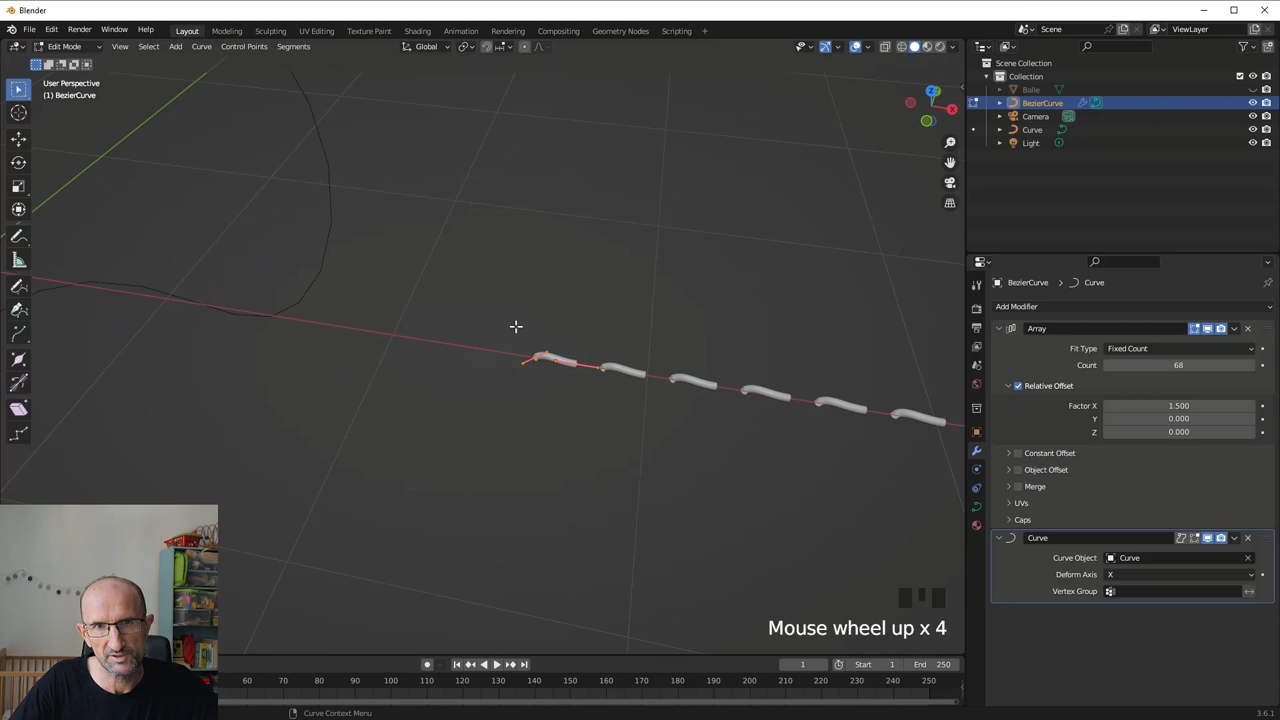 Blender
File Edit Render Window Help
Layout Modeling Sculpting UV Editing Texture Paint Shading Animation Rendering Compositing Geometry Nodes Scripting +
Scene
ViewLayer
Edit Mode View Select Add Curve Control Points Segments
Global
User Perspective
(1) BezierCurve
Z
X
Scene Collection
Collection
Balle
BezierCurve
Camera
Curve
Light
BezierCurve > Curve
Add Modifier
Array
Fit Type Fixed Count
Count 68
Relative Offset
Factor X 1.500
Y 0.000
Z 0.000
Constant Offset
Object Offset
Merge
UVs
Caps
Curve
Curve Object Curve
Deform Axis X
Vertex Group
Mouse wheel up x 4
1 Start 1 End 250
60 70 80 90 100 110 120 130 140 150 160 170 180 190 200 210 220 230 240 250
Curve Context Menu
3.6.1